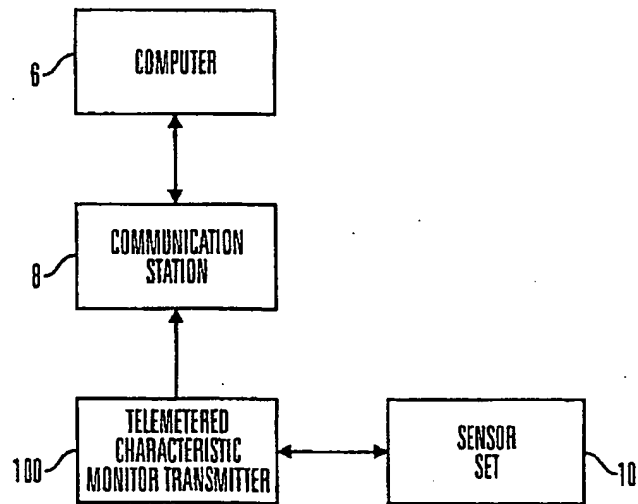 6
COMPUTER
8
COMMUNICATION
STATION
100
TELEMETERED
CHARACTERISTIC
MONITOR TRANSMITTER
SENSOR
SET
10